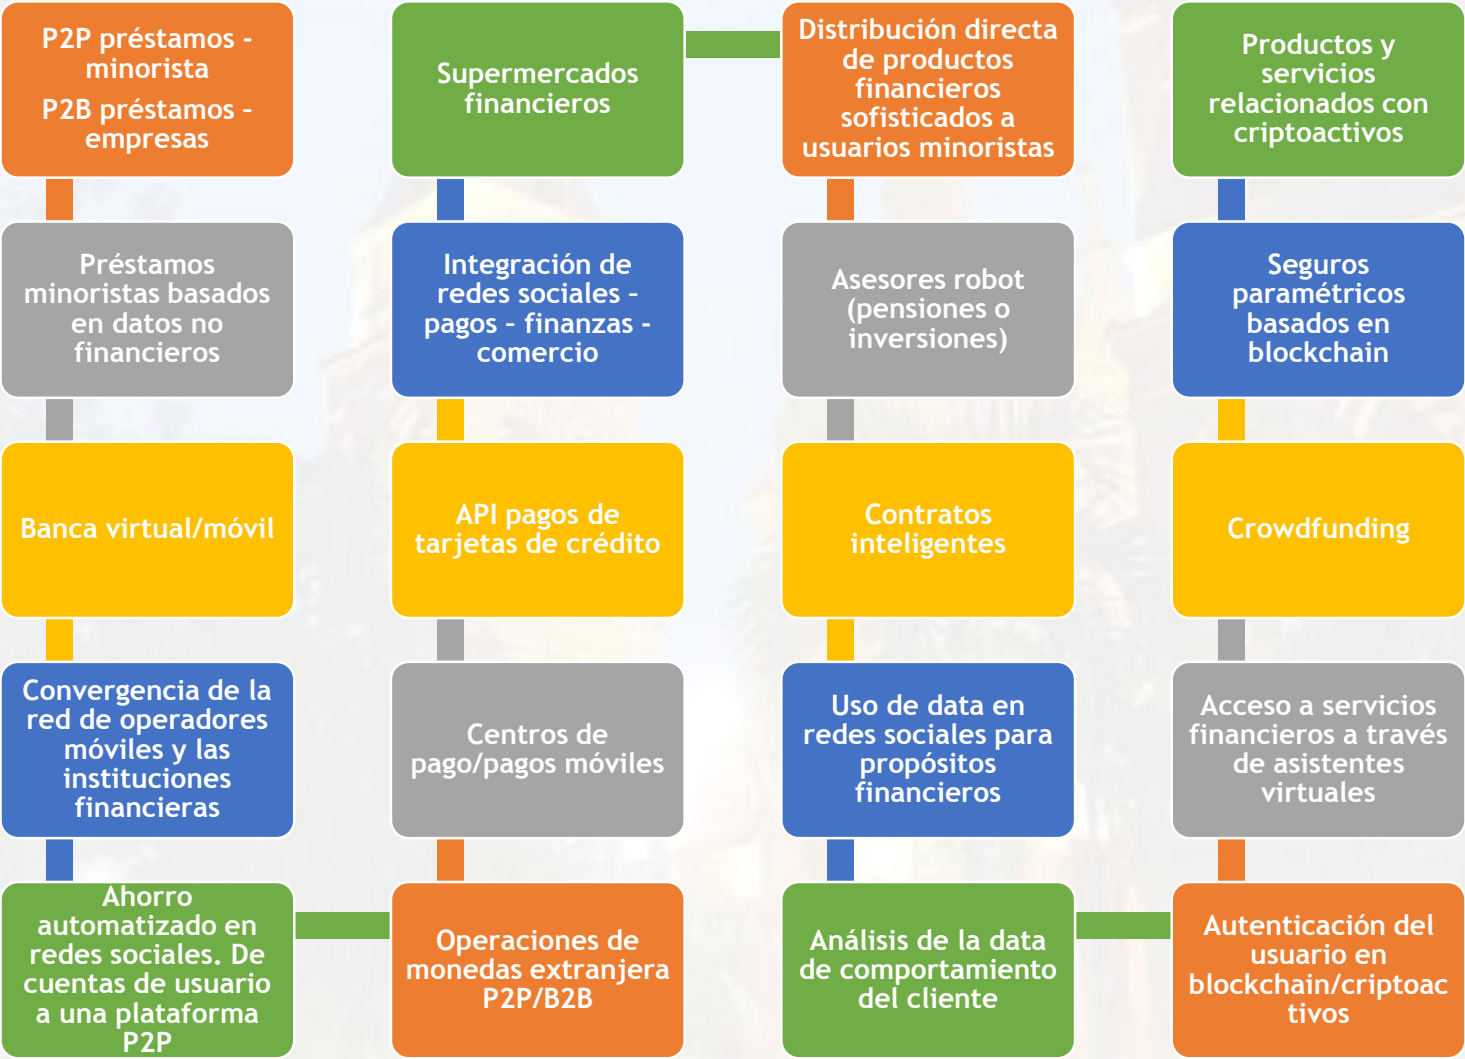 P2P préstamos -
minorista
P2B préstamos –
empresas
Préstamos
minoristas basados
en datos no
financieros
Banca virtual/móvil
Convergencia de la
red de operadores
móviles y las
instituciones
financieras
Ahorro
automatizado en
redes sociales. De
cuentas de usuario
a una plataforma
P2P
Operaciones de
monedas extranjera
P2P/B2B
Centros de
pago/pagos móviles
API pagos de
tarjetas de crédito
Integración de
redes sociales –
pagos – finanzas -
comercio
Supermercados
financieros
Distribución directa
de productos
financieros
sofisticados a
usuarios minoristas
Asesores robot
(pensiones o
inversiones)
Contratos
inteligentes
Uso de data en
redes sociales para
propósitos
financieros
Análisis de la data
de comportamiento
del cliente
Autenticación del
usuario en
blockchain/criptoac
tivos
Acceso a servicios
financieros a través
de asistentes
virtuales
Crowdfunding
Seguros
paramétricos
basados en
blockchain
Productos y
servicios
relacionados con
criptoactivos